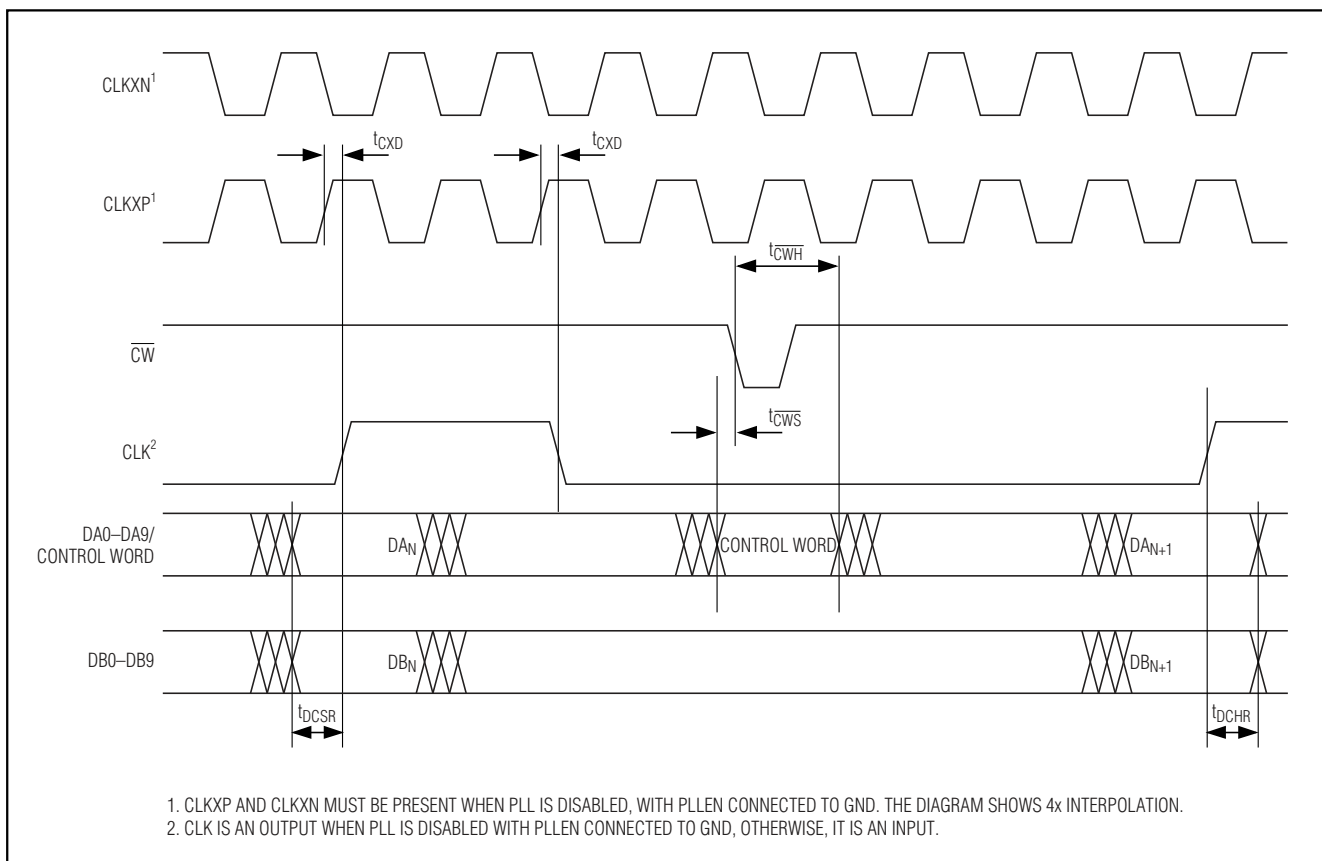 CLKXN¹
tCXD tCXD
CLKXP¹
tCWH
CW
tCWS
CLK²
DA0–DA9/
CONTROL WORD
DAN CONTROL WORD DAN+1
DB0–DB9 DBN DBN+1
tDCSR tDCHR
1. CLKXP AND CLKXN MUST BE PRESENT WHEN PLL IS DISABLED, WITH PLLEN CONNECTED TO GND. THE DIAGRAM SHOWS 4x INTERPOLATION.
2. CLK IS AN OUTPUT WHEN PLL IS DISABLED WITH PLLEN CONNECTED TO GND, OTHERWISE, IT IS AN INPUT.